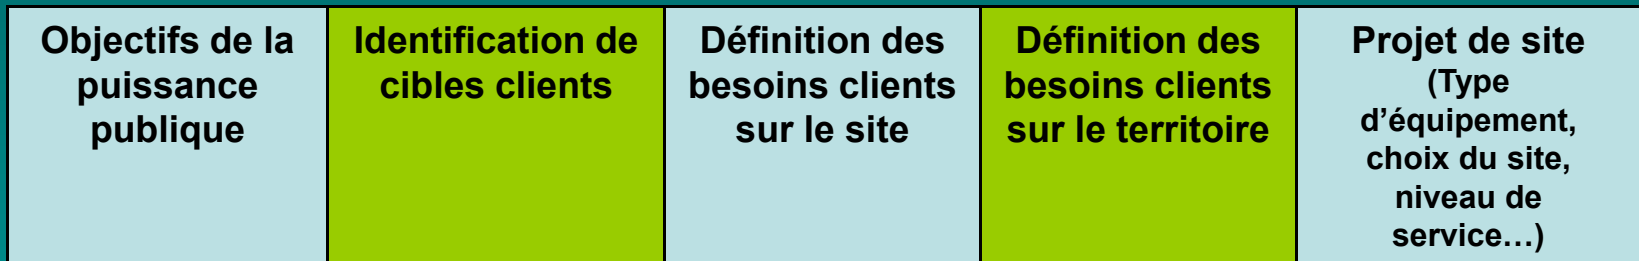 Objectifs de la
puissance
publique
Identification de
cibles clients
Définition des
besoins clients
sur le site
Définition des
besoins clients
sur le territoire
Projet de site
(Type
d’équipement,
choix du site,
niveau de
service…)